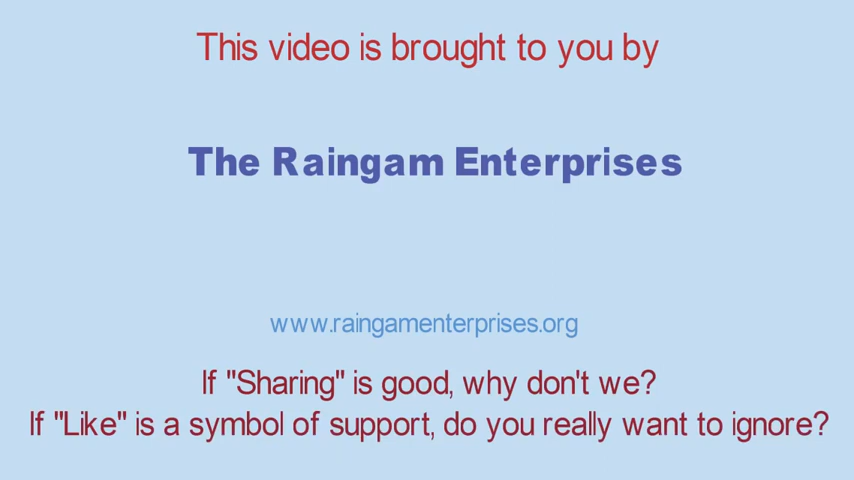 This video is brought to you by
The Raingam Enterprises
www.raingamenterprises.org
If "Sharing" is good, why don't we?
If "Like" is a symbol of support, do you really want to ignore?